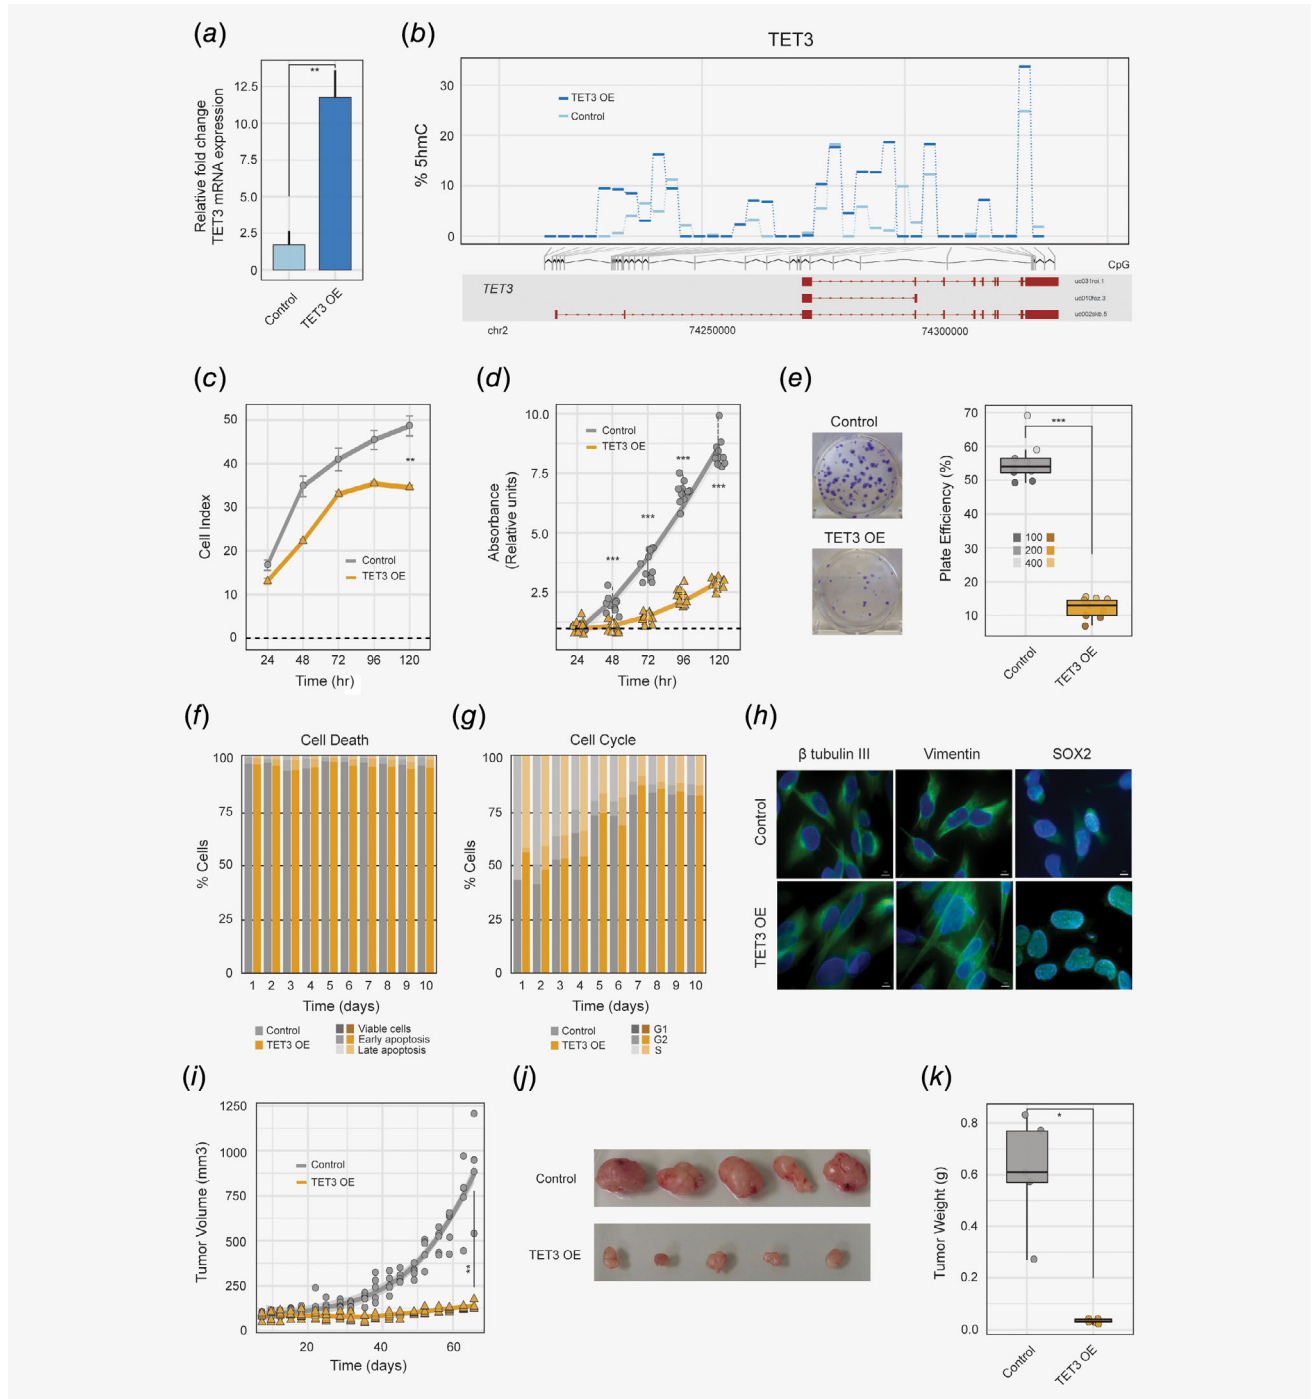 (a)
Relative fold change
TET3 mRNA expression
12.5
10.0
7.5
5.0
2.5
0
**
Control
TET3 OE
(b)
TET3
% 5hmC
30
20
10
0
TET3 OE
Control
CpG
TET3
uc010fez.3
uc002skb.5
chr2
74250000
74300000
(c)
Cell Index
50
40
30
20
10
0
**
Control
TET3 OE
24 48 72 96 120
Time (hr)
(d)
Absorbance
(Relative units)
10.0
7.5
5.0
2.5
Control
TET3 OE
***
***
***
***
24 48 72 96 120
Time (hr)
(e)
Control
TET3 OE
Plate Efficiency (%)
70
60
50
40
30
20
10
***
100
200
400
Control
TET3 OE
(f)
Cell Death
% Cells
100
75
50
25
0
1 2 3 4 5 6 7 8 9 10
Time (days)
Control
TET3 OE
Viable cells
Early apoptosis
Late apoptosis
(g)
Cell Cycle
% Cells
100
75
50
25
0
1 2 3 4 5 6 7 8 9 10
Time (days)
Control
TET3 OE
G1
G2
S
(h)
β tubulin III
Vimentin
SOX2
Control
TET3 OE
(i)
Tumor Volume (mm3)
1250
1000
750
500
250
0
Control
TET3 OE
**
20 40 60
Time (days)
(j)
Control
TET3 OE
(k)
Tumor Weight (g)
0.8
0.6
0.4
0.2
0.0
*
Control
TET3 OE